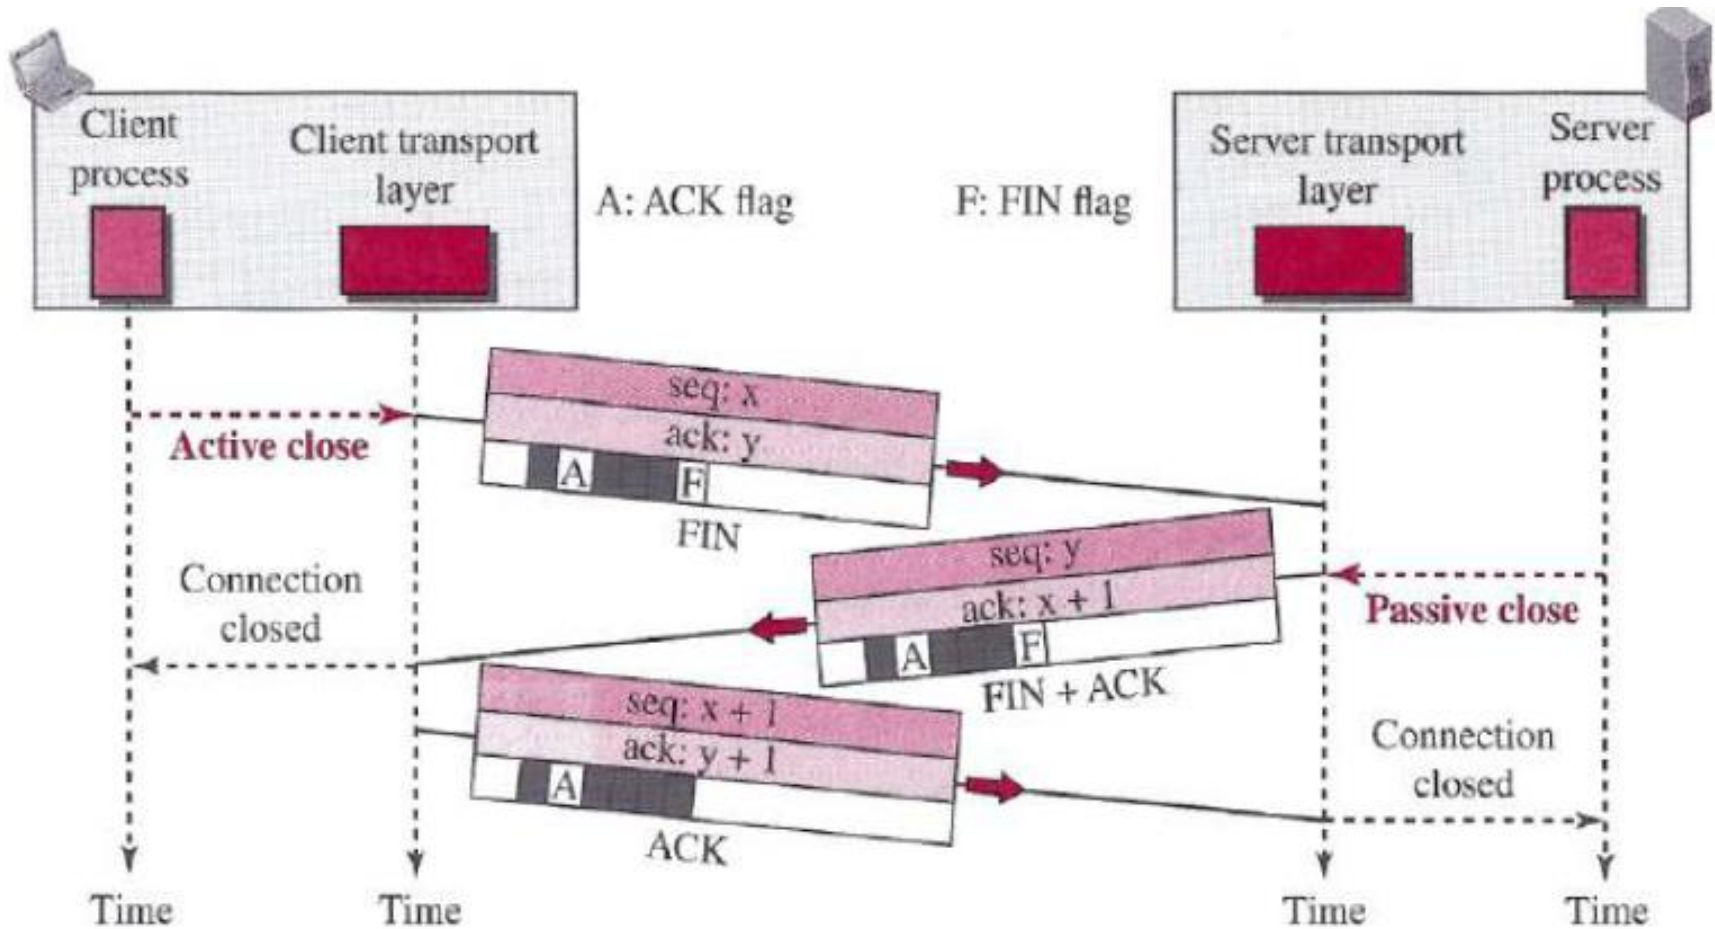 Client
process
Client transport
layer
A: ACK flag
F: FIN flag
Server transport
layer
Server
process
seq: x
ack: y
A
F
FIN
Active close
seq: y
ack: x + 1
A
F
FIN + ACK
Passive close
Connection
closed
seq: x + 1
ack: y + 1
A
ACK
Connection
closed
Time
Time
Time
Time